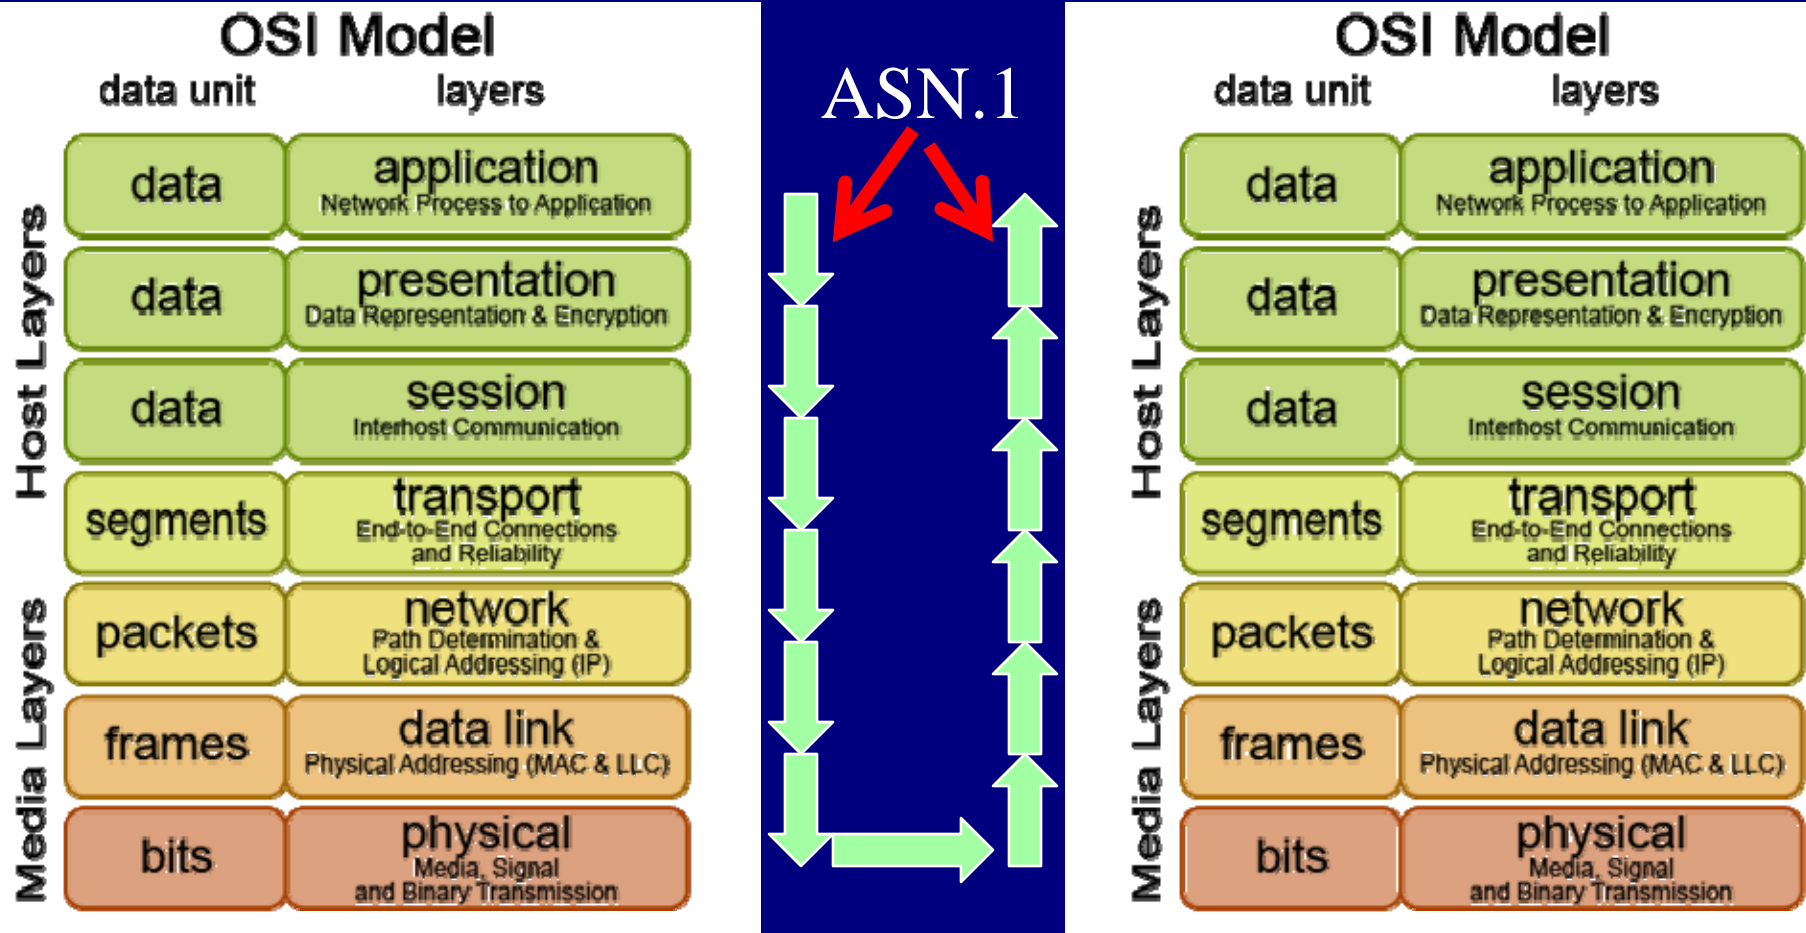 OSI Model
data unit layers
Host Layers
data application
Network Process to Application
data presentation
Data Representation & Encryption
data session
Interhost Communication
segments transport
End-to-End Connections
and Reliability
Media Layers
packets network
Path Determination &
Logical Addressing (IP)
frames data link
Physical Addressing (MAC & LLC)
bits physical
Media, Signal
and Binary Transmission
ASN.1
OSI Model
data unit layers
Host Layers
data application
Network Process to Application
data presentation
Data Representation & Encryption
data session
Interhost Communication
segments transport
End-to-End Connections
and Reliability
Media Layers
packets network
Path Determination &
Logical Addressing (IP)
frames data link
Physical Addressing (MAC & LLC)
bits physical
Media, Signal
and Binary Transmission